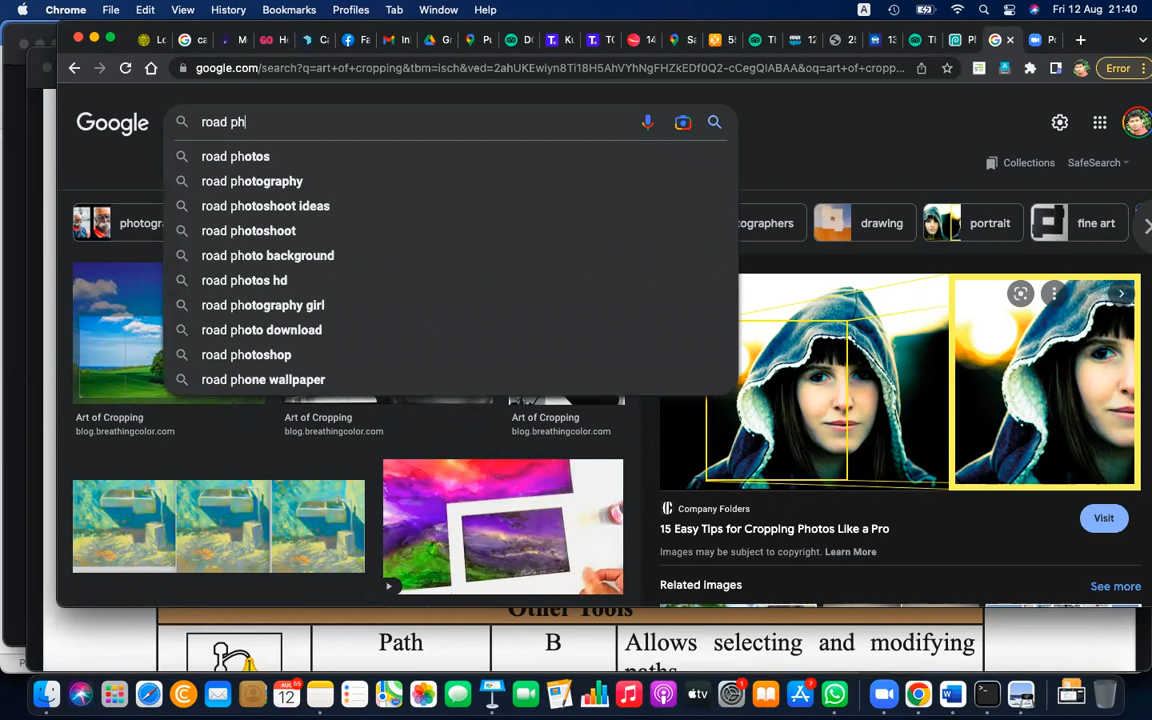 Chrome File Edit View History Bookmarks Profiles Tab Window Help A Fri 12 Aug 21:40
google.com/search?q=art+of+cropping&tbm=isch&ved=2ahUKEwiyn8Ti18H5AhVYhNgFHZkEDf0Q2-cCegQIABAA&oq=art+of+cropp... Error
Google
road ph
road photos
road photography
road photoshoot ideas
road photoshoot
road photo background
road photos hd
road photography girl
road photo download
road photoshop
road phone wallpaper
Collections SafeSearch
drawing portrait fine art
Art of Cropping
blog.breathingcolor.com
Art of Cropping
blog.breathingcolor.com
Art of Cropping
blog.breathingcolor.com
Company Folders
15 Easy Tips for Cropping Photos Like a Pro
Visit
Images may be subject to copyright. Learn More
Related Images
See more
Other Tools
Path B Allows selecting and modifying
paths